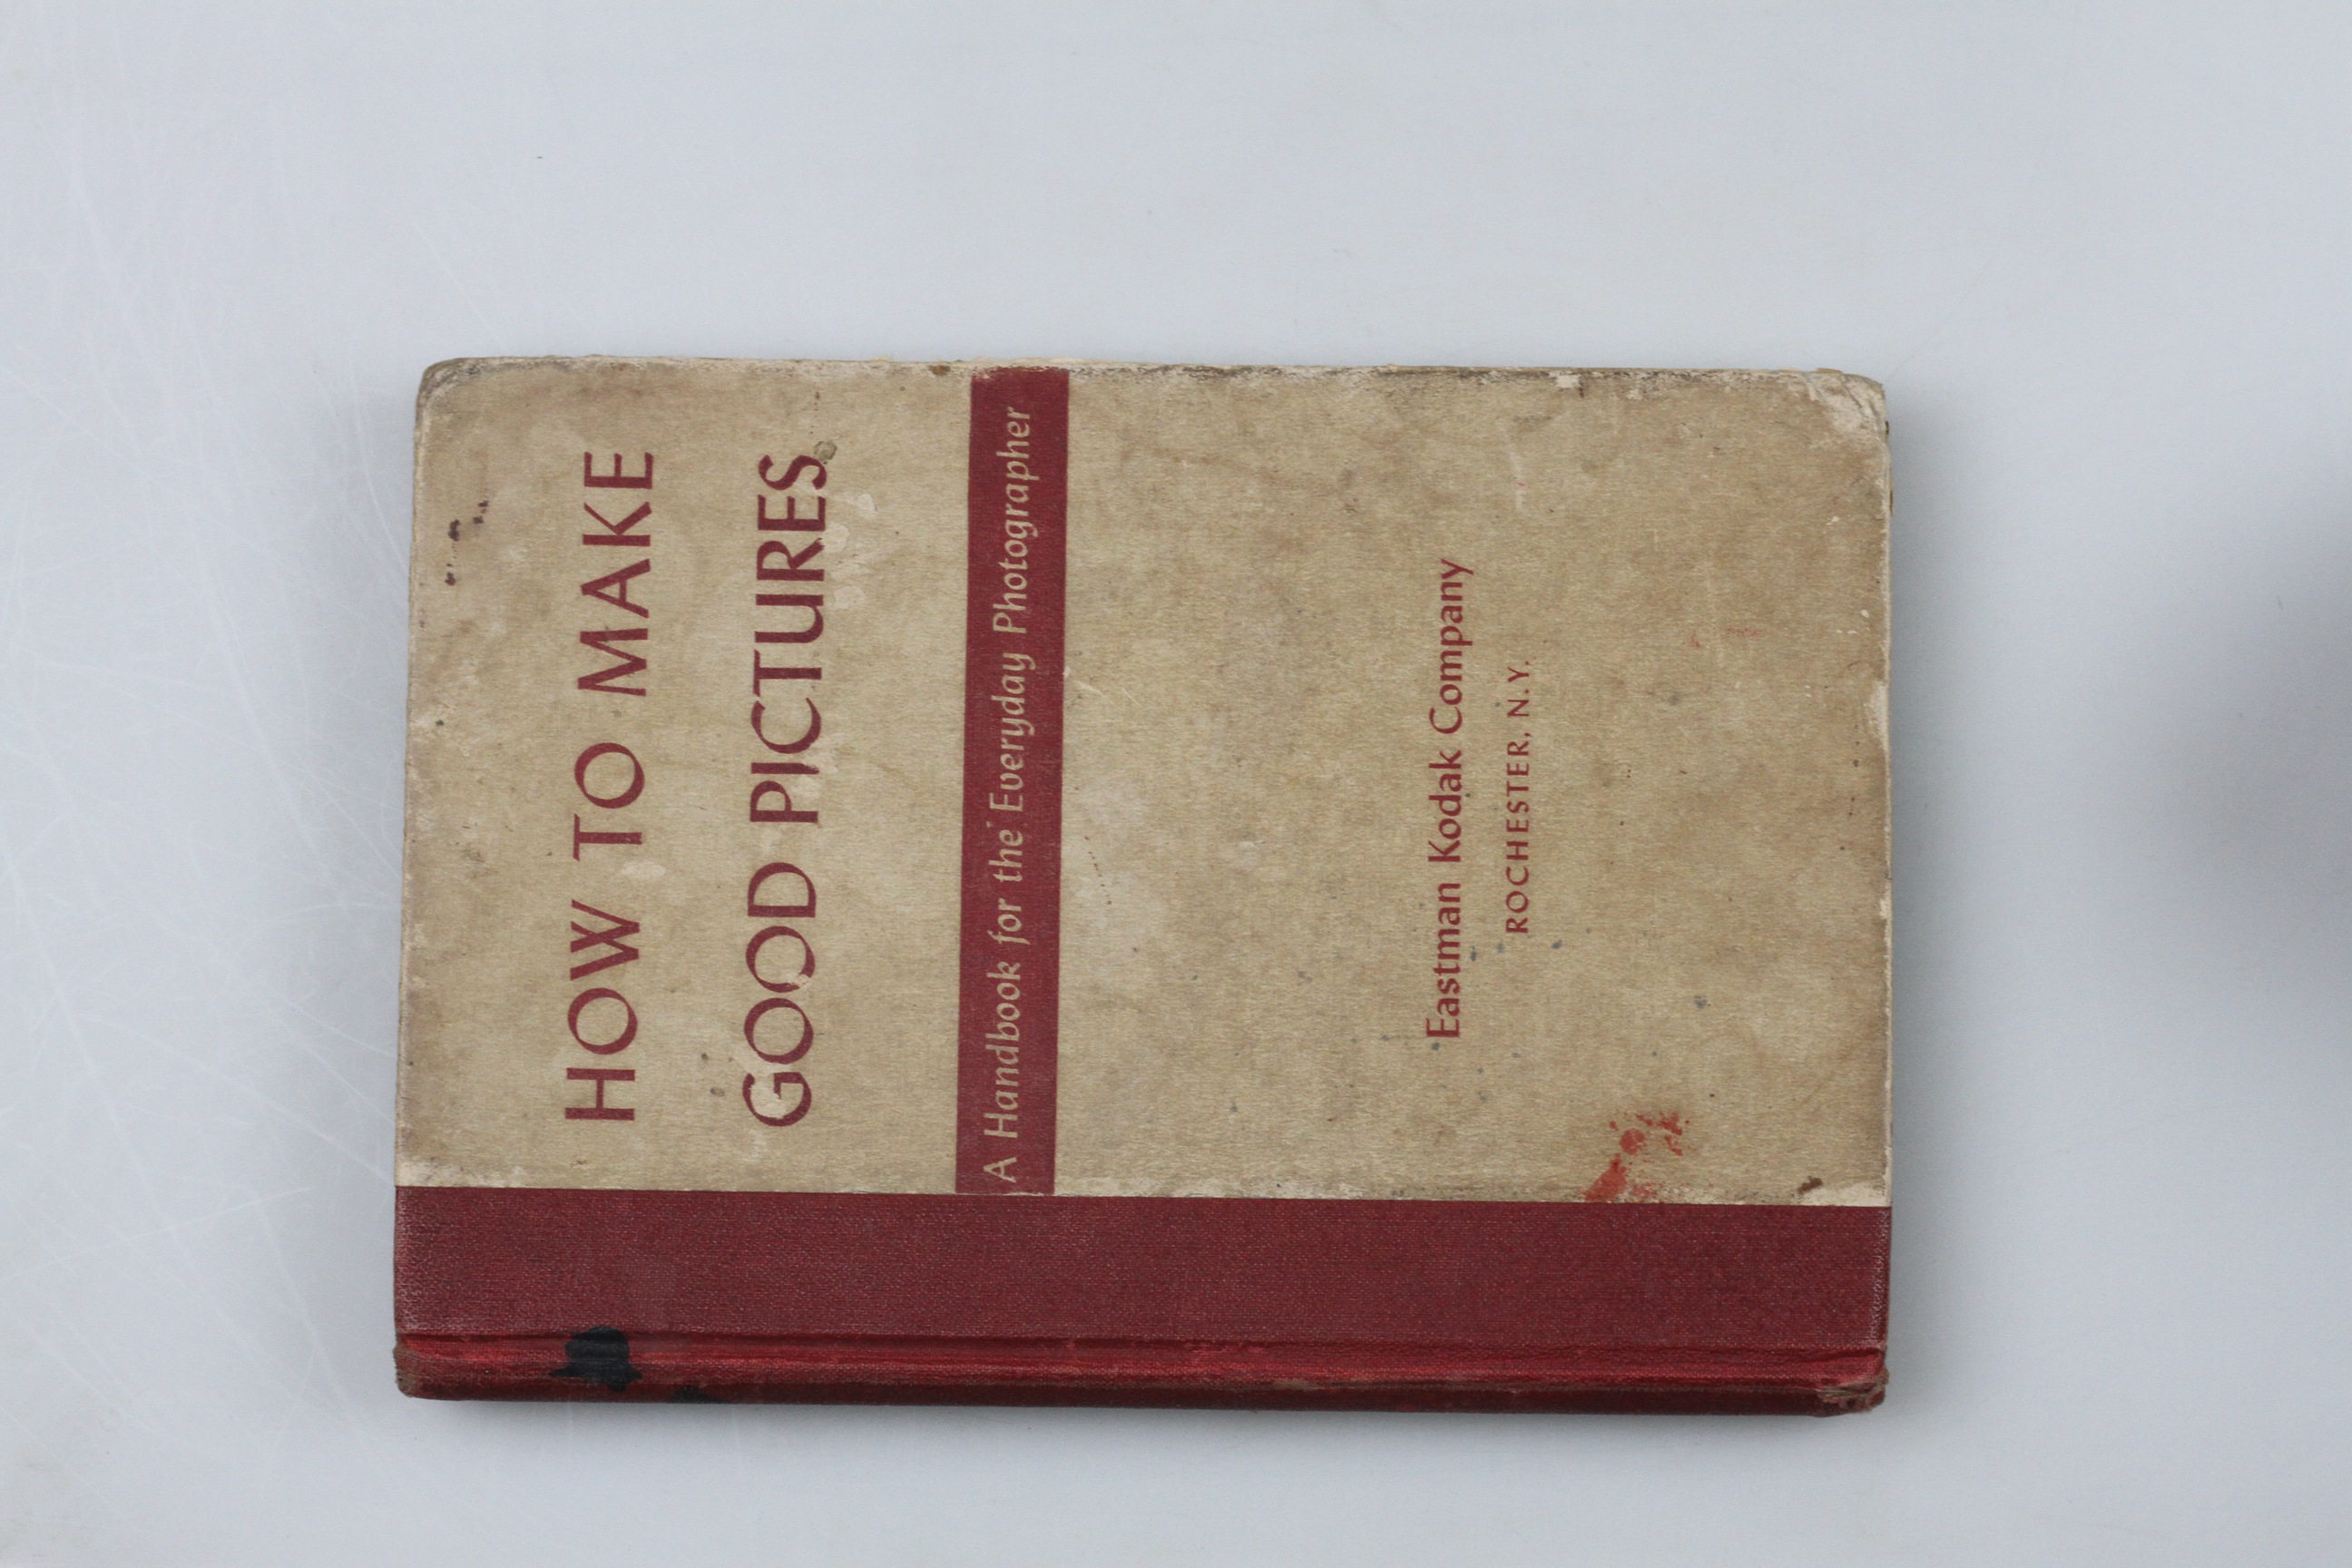 HOW TO MAKE
GOOD PICTURES
A Handbook for the Everyday Photographer
Eastman Kodak Company
ROCHESTER, N.Y.